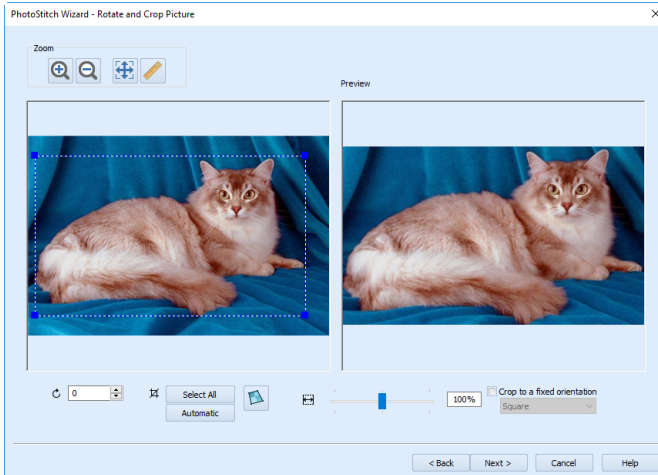 PhotoStitch Wizard - Rotate and Crop Picture
Zoom
Preview
0
Select All
Automatic
100%
Crop to a fixed orientation
Square
< Back
Next >
Cancel
Help